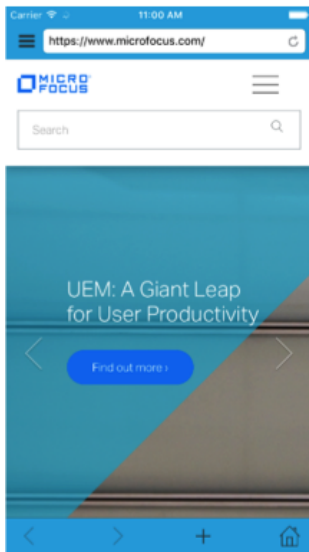 Carrier 11:00 AM
https://www.microfocus.com/
MICRO
FOCUS
Search
UEM: A Giant Leap
for User Productivity
Find out more ›